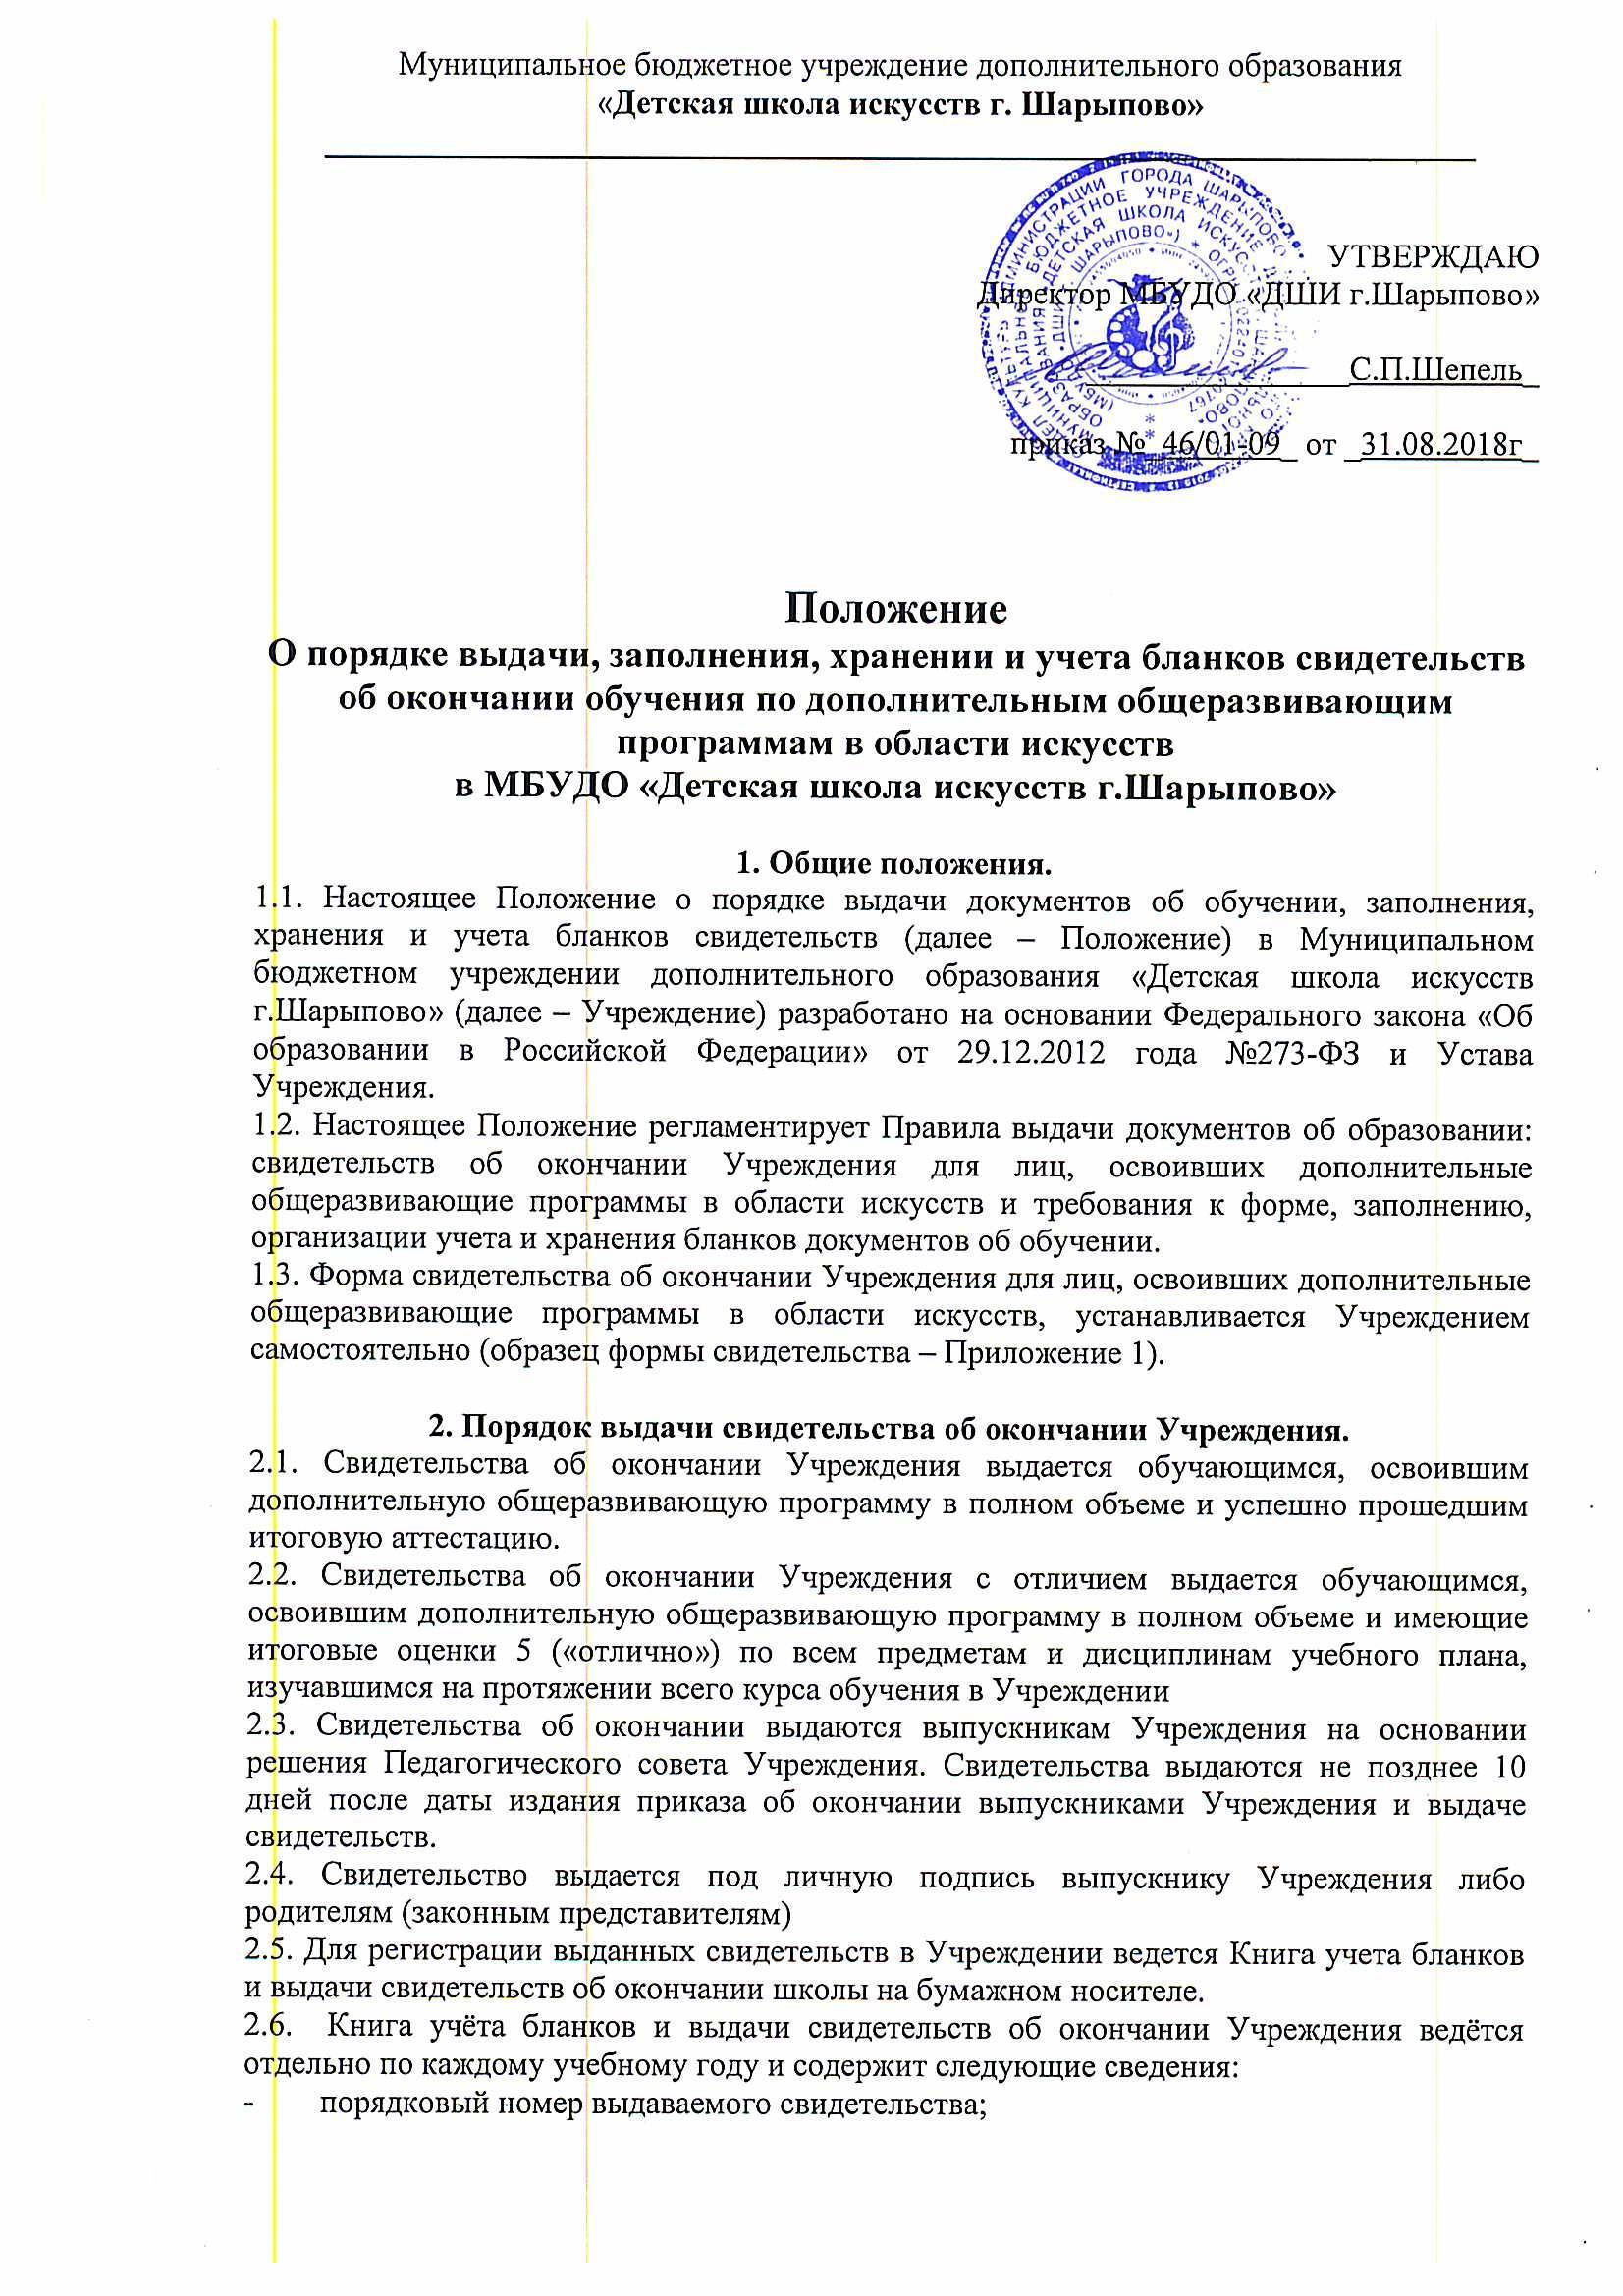 Муниципальное бюджетное учреждение дополнительного образования
«Детская школа искусств г. Шарыпово»
УТВЕРЖДАЮ
Директор МБУДО «ДШИ г.Шарыпово»
С.П.Шепель
приказ № 46/01-09 от 31.08.2018г
Положение
О порядке выдачи, заполнения, хранении и учета бланков свидетельств
об окончании обучения по дополнительным общеразвивающим
программам в области искусств
в МБУДО «Детская школа искусств г.Шарыпово»
1. Общие положения.
1.1. Настоящее Положение о порядке выдачи документов об обучении, заполнения,
хранения и учета бланков свидетельств (далее – Положение) в Муниципальном
бюджетном учреждении дополнительного образования «Детская школа искусств
г.Шарыпово» (далее – Учреждение) разработано на основании Федерального закона «Об
образовании в Российской Федерации» от 29.12.2012 года №273-ФЗ и Устава
Учреждения.
1.2. Настоящее Положение регламентирует Правила выдачи документов об образовании:
свидетельств об окончании Учреждения для лиц, освоивших дополнительные
общеразвивающие программы в области искусств и требования к форме, заполнению,
организации учета и хранения бланков документов об обучении.
1.3. Форма свидетельства об окончании Учреждения для лиц, освоивших дополнительные
общеразвивающие программы в области искусств, устанавливается Учреждением
самостоятельно (образец формы свидетельства – Приложение 1).
2. Порядок выдачи свидетельства об окончании Учреждения.
2.1. Свидетельства об окончании Учреждения выдается обучающимся, освоившим
дополнительную общеразвивающую программу в полном объеме и успешно прошедшим
итоговую аттестацию.
2.2. Свидетельства об окончании Учреждения с отличием выдается обучающимся,
освоившим дополнительную общеразвивающую программу в полном объеме и имеющие
итоговые оценки 5 («отлично») по всем предметам и дисциплинам учебного плана,
изучавшимся на протяжении всего курса обучения в Учреждении
2.3. Свидетельства об окончании выдаются выпускникам Учреждения на основании
решения Педагогического совета Учреждения. Свидетельства выдаются не позднее 10
дней после даты издания приказа об окончании выпускниками Учреждения и выдаче
свидетельств.
2.4. Свидетельство выдается под личную подпись выпускнику Учреждения либо
родителям (законным представителям)
2.5. Для регистрации выданных свидетельств в Учреждении ведется Книга учета бланков
и выдачи свидетельств об окончании школы на бумажном носителе.
2.6. Книга учёта бланков и выдачи свидетельств об окончании Учреждения ведётся
отдельно по каждому учебному году и содержит следующие сведения:
- порядковый номер выдаваемого свидетельства;